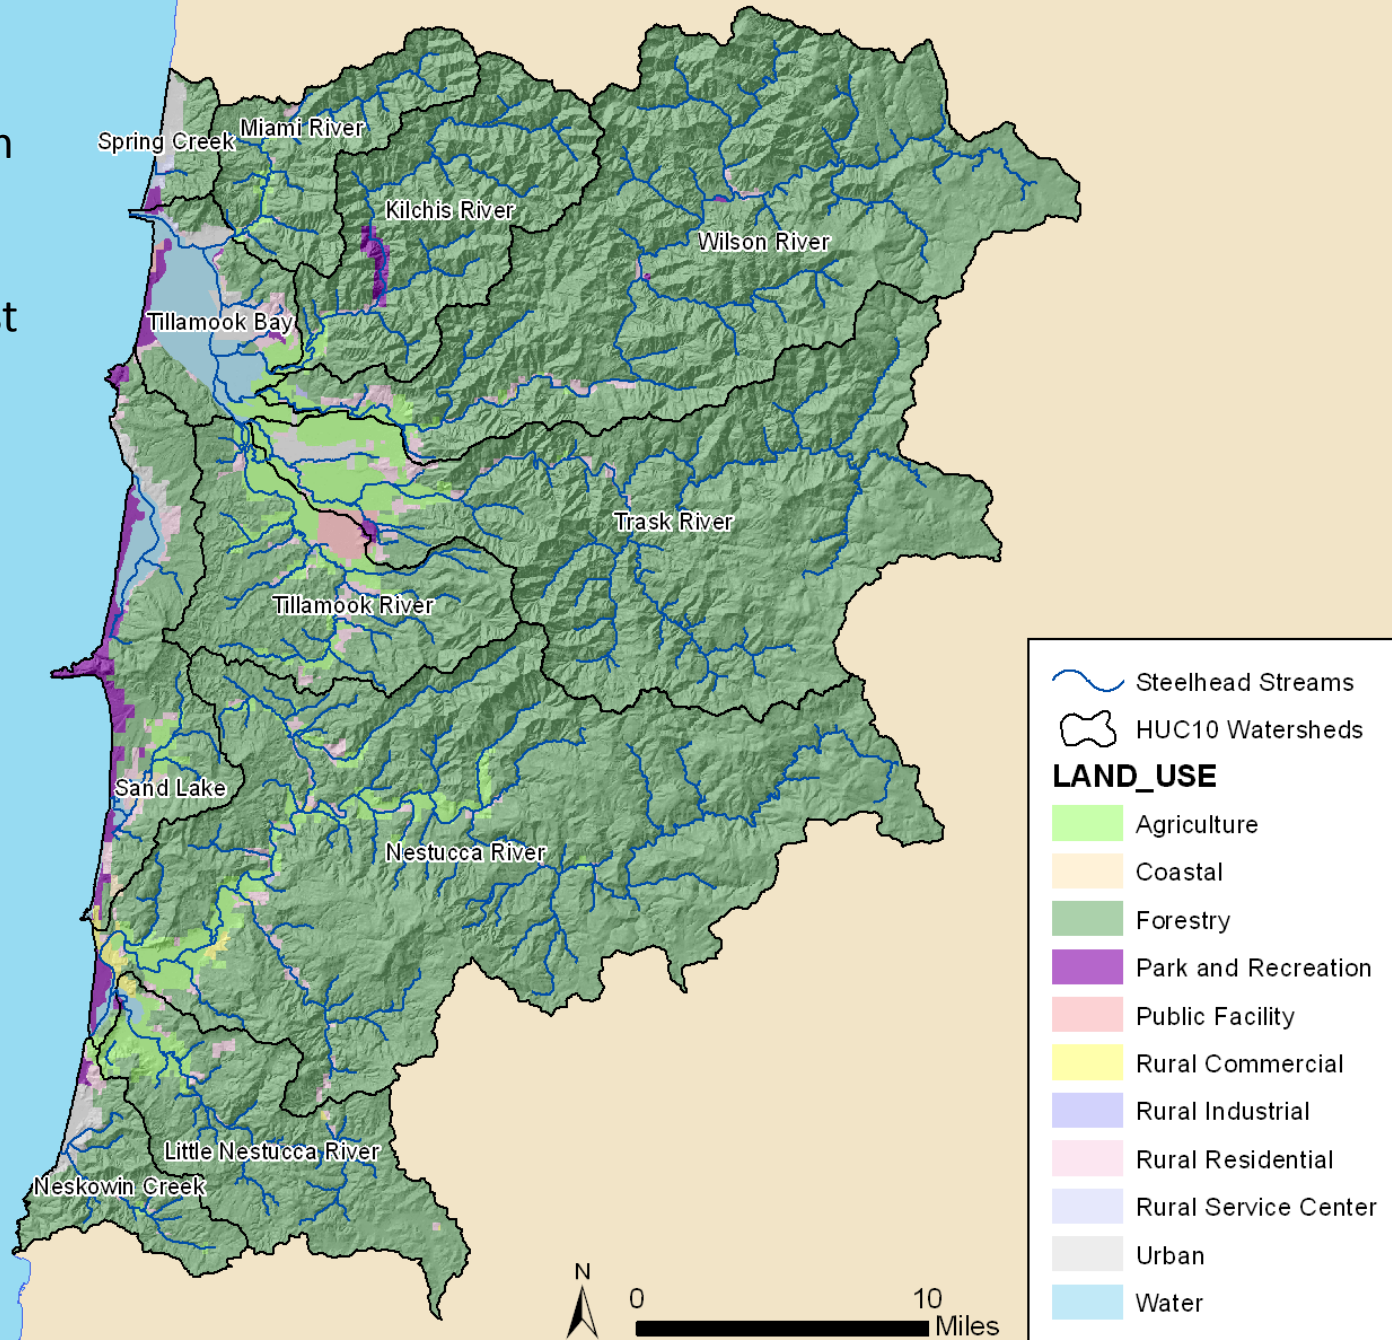 n
st
Spring Creek
Miami River
Kilchis River
Wilson River
Tillamook Bay
Trask River
Tillamook River
Sand Lake
Nestucca River
Little Nestucca River
Neskowin Creek
Steelhead Streams
HUC10 Watersheds
LAND_USE
Agriculture
Coastal
Forestry
Park and Recreation
Public Facility
Rural Commercial
Rural Industrial
Rural Residential
Rural Service Center
Urban
Water
N
0 10
Miles